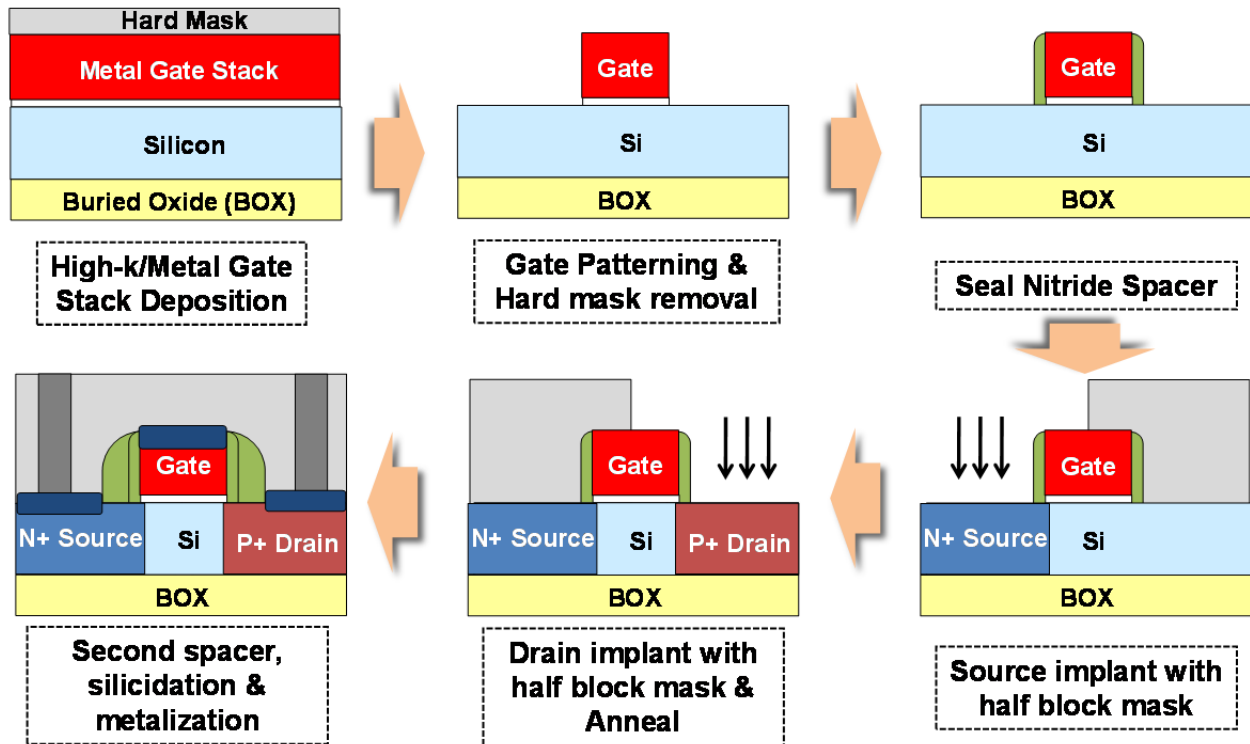 Hard Mask
Metal Gate Stack
Silicon
Buried Oxide (BOX)
High-k/Metal Gate
Stack Deposition
Gate
Si
BOX
Gate Patterning &
Hard mask removal
Gate
Si
BOX
Seal Nitride Spacer
Gate
N+ Source
Si
BOX
Source implant with
half block mask
Gate
N+ Source
Si
P+ Drain
BOX
Drain implant with
half block mask &
Anneal
Gate
N+ Source
Si
P+ Drain
BOX
Second spacer,
silicidation &
metalization